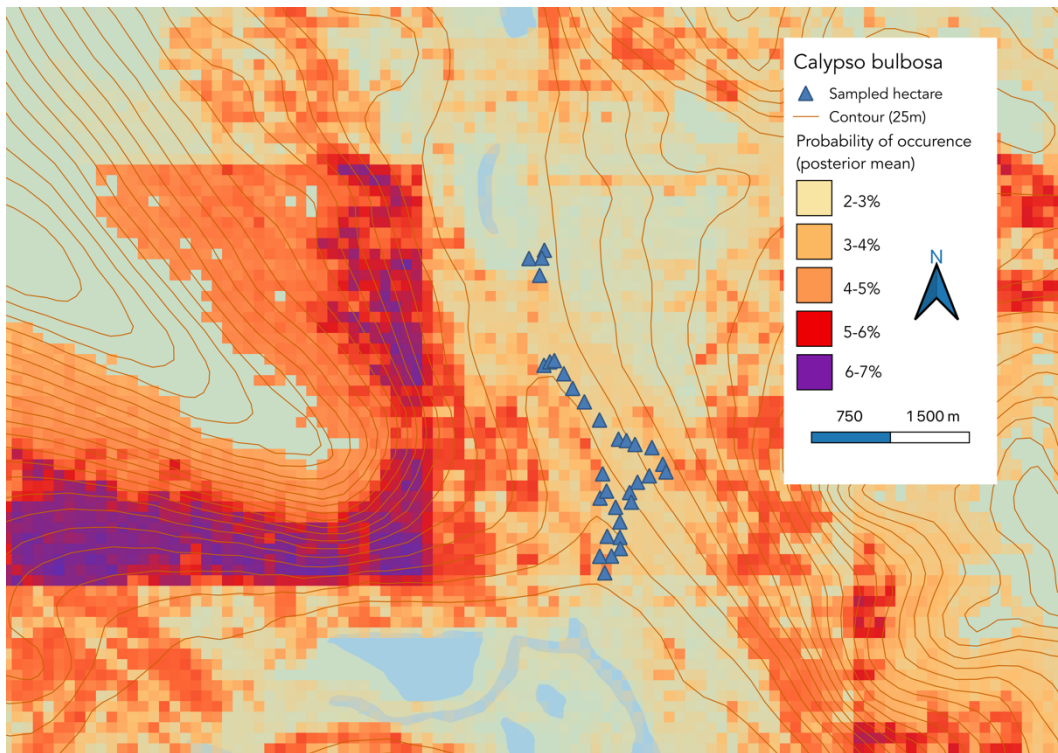 Calypso bulbosa
Sampled hectare
Contour (25m)
Probability of occurence
(posterior mean)
2-3%
3-4%
4-5%
5-6%
6-7%
N
750 1 500 m